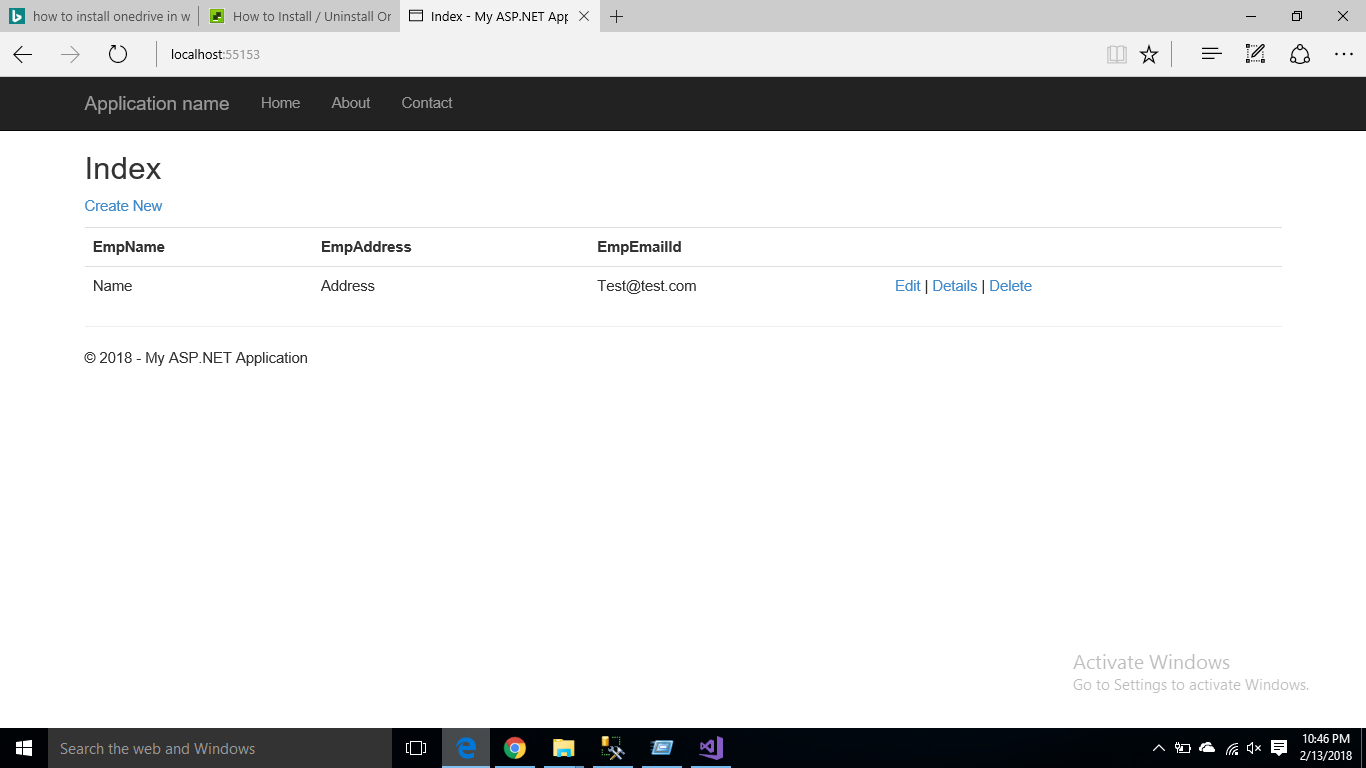 how to install onedrive in w
How to Install / Uninstall Or
Index - My ASP.NET App
localhost:55153
Application name Home About Contact
Index
Create New
EmpName EmpAddress EmpEmailId
Name Address Test@test.com Edit | Details | Delete
© 2018 - My ASP.NET Application
Activate Windows
Go to Settings to activate Windows.
Search the web and Windows
10:46 PM
2/13/2018